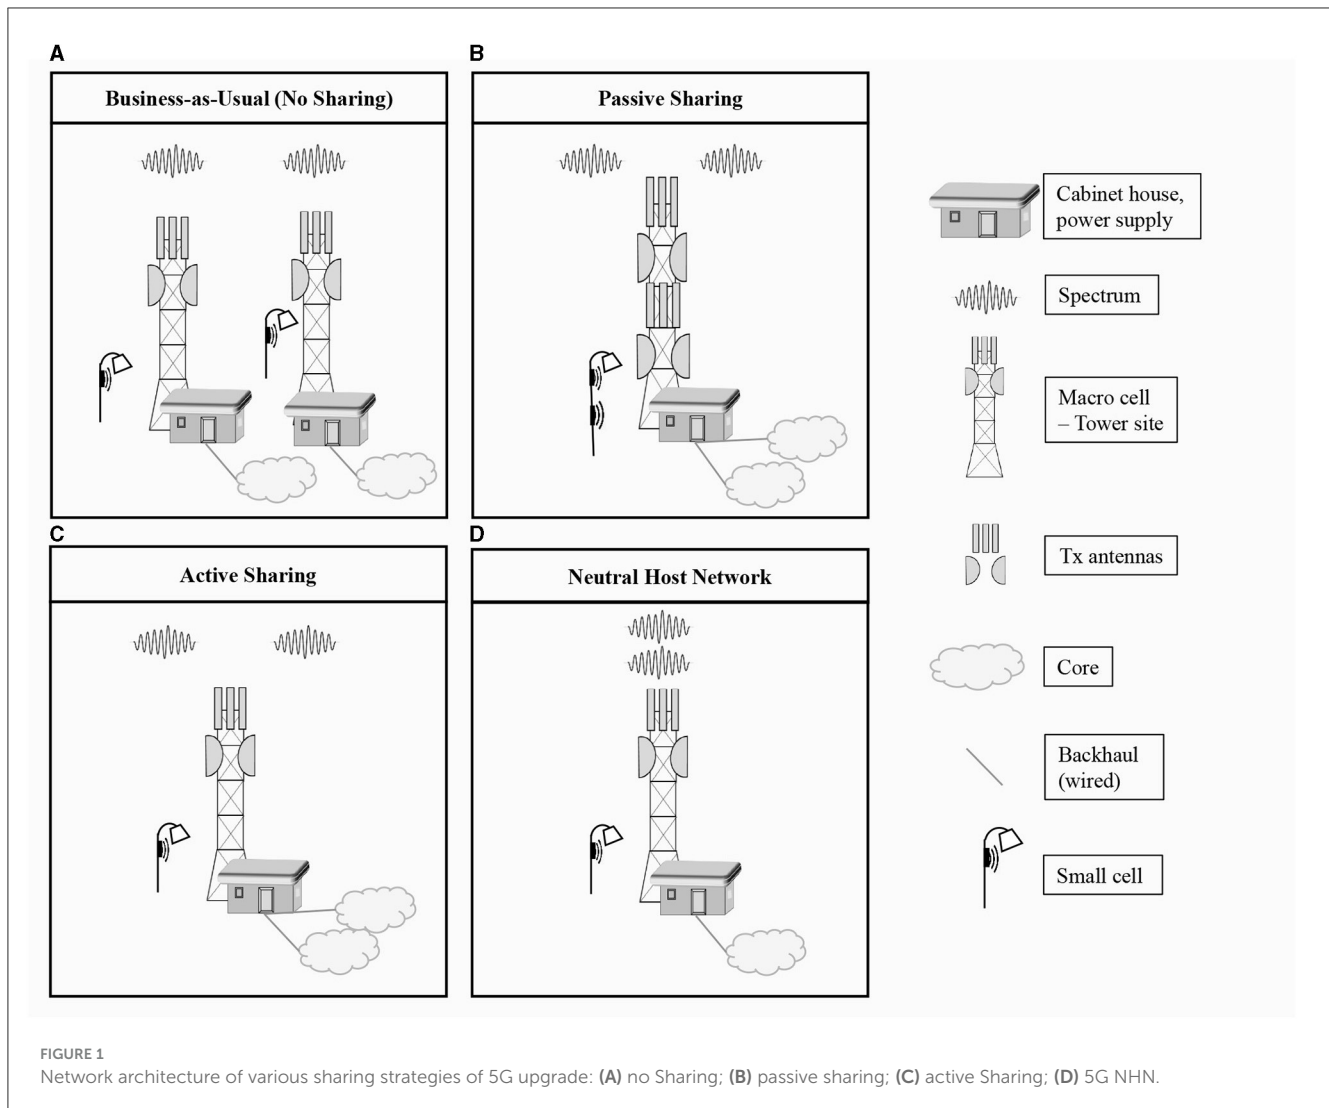 A
Business-as-Usual (No Sharing)
B
Passive Sharing
Cabinet house,
power supply
Spectrum
Macro cell
– Tower site
Tx antennas
Core
Backhaul
(wired)
Small cell
C
Active Sharing
D
Neutral Host Network
FIGURE 1
Network architecture of various sharing strategies of 5G upgrade: (A) no Sharing; (B) passive sharing; (C) active Sharing; (D) 5G NHN.